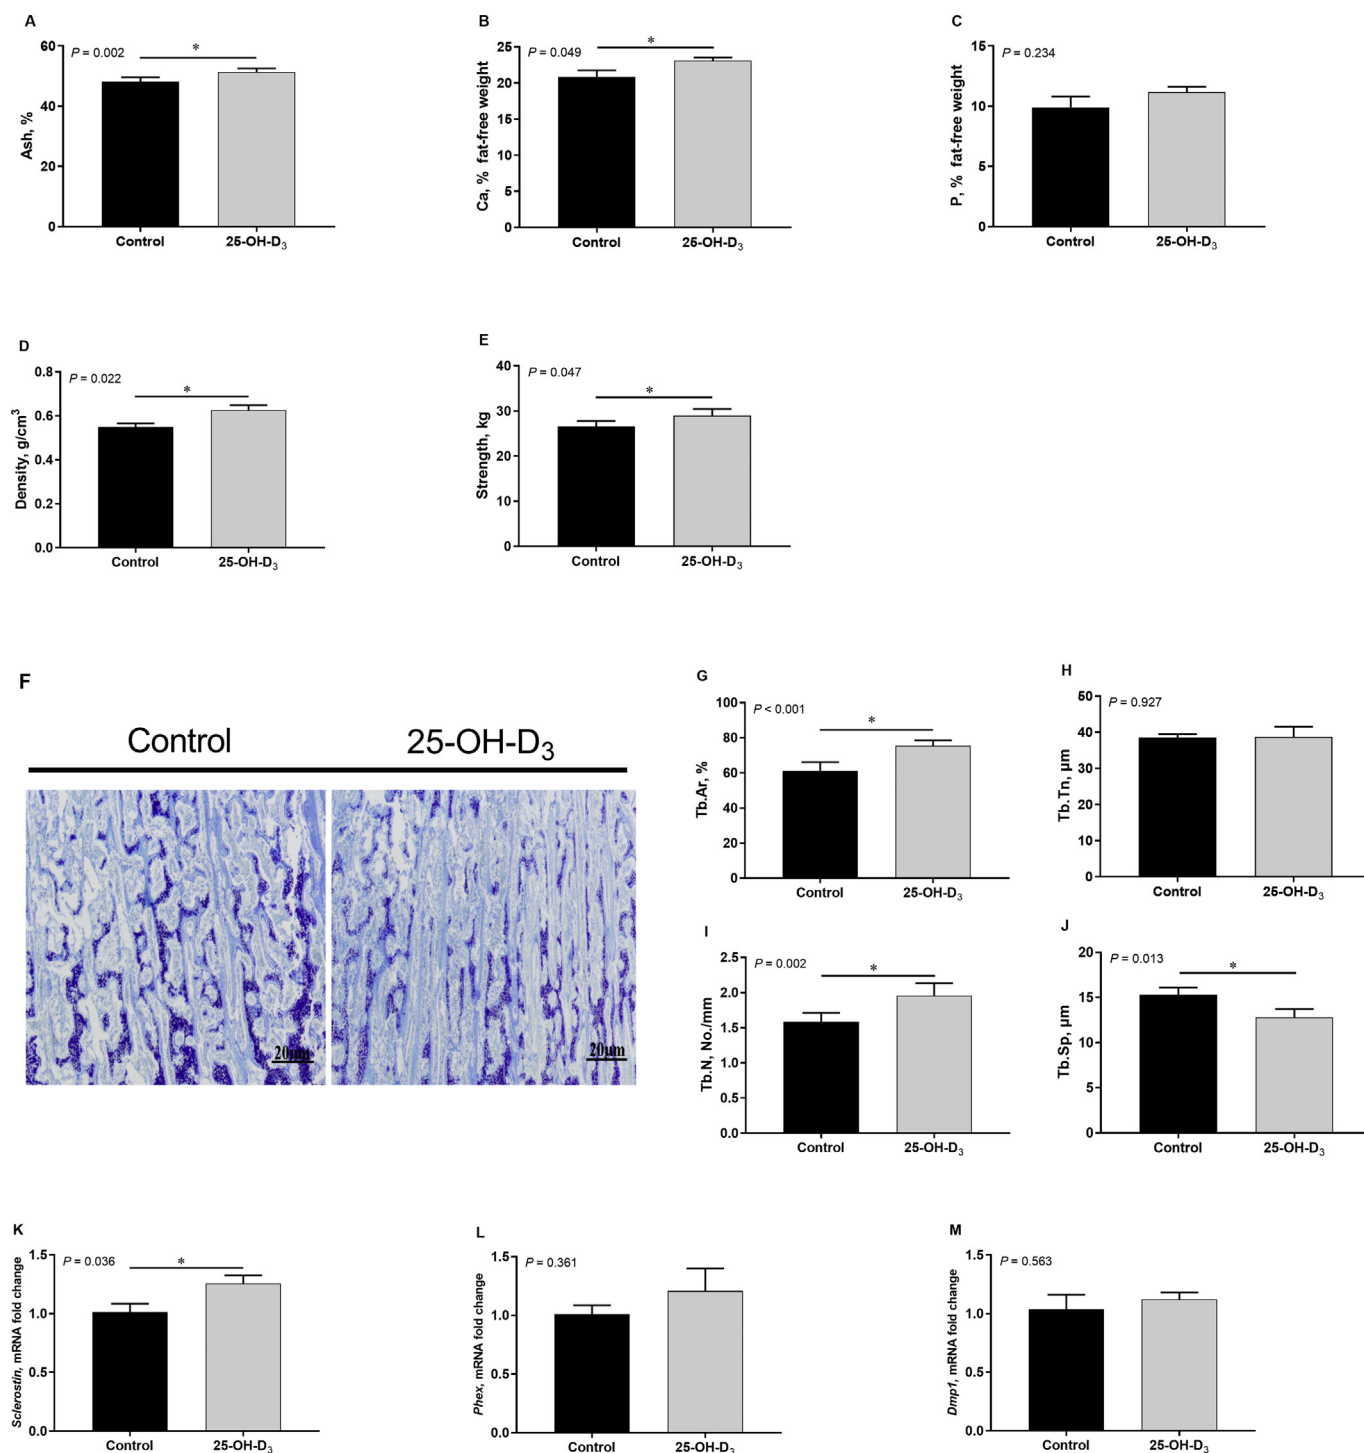 A
P = 0.002
*
Ash, %
60
40
20
0
Control
25-OH-D₃
B
P = 0.049
*
Ca, % fat-free weight
25
20
15
10
5
0
Control
25-OH-D₃
C
P = 0.234
P, % fat-free weight
15
10
5
0
Control
25-OH-D₃
D
P = 0.022
*
Density, g/cm³
0.8
0.6
0.4
0.2
0.0
Control
25-OH-D₃
E
P = 0.047
*
Strength, kg
40
30
20
10
0
Control
25-OH-D₃
F
Control
25-OH-D₃
20μm
20μm
G
P < 0.001
*
Tb.Ar, %
100
80
60
40
20
0
Control
25-OH-D₃
H
P = 0.927
Tb.Tn, μm
50
40
30
20
10
0
Control
25-OH-D₃
I
P = 0.002
*
Tb.N, No./mm
2.5
2.0
1.5
1.0
0.5
0.0
Control
25-OH-D₃
J
P = 0.013
*
Tb.Sp, μm
20
15
10
5
0
Control
25-OH-D₃
K
P = 0.036
*
Sclerostin, mRNA fold change
1.5
1.0
0.5
0.0
Control
25-OH-D₃
L
P = 0.361
Phex, mRNA fold change
1.5
1.0
0.5
0.0
Control
25-OH-D₃
M
P = 0.563
Dmp1, mRNA fold change
1.5
1.0
0.5
0.0
Control
25-OH-D₃